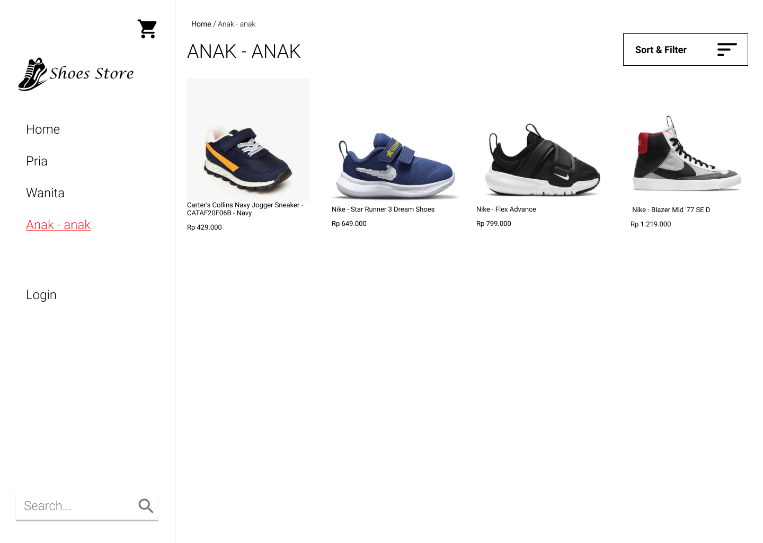 Shoes Store
Home
Pria
Wanita
Anak - anak
Login
Search...
Home / Anak - anak
ANAK - ANAK
Sort & Filter
Carter's Collins Navy Jogger Sneaker -
CATAF20F06B - Navy
Rp 429.000
Nike - Star Runner 3 Dream Shoes
Rp 649.000
Nike - Flex Advance
Rp 799.000
Nike - Blazer Mid '77 SE D
Rp 1.219.000